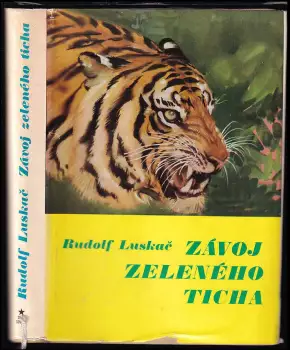 Rudolf Luskač Závoj zeleného ticha
Rudolf Luskač ZÁVOJ
ZELENÉHO
TICHA